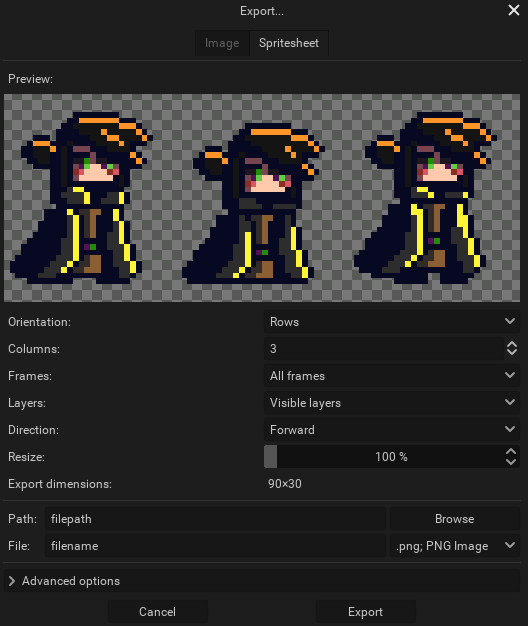 Export...
Image Spritesheet
Preview:
Orientation: Rows
Columns: 3
Frames: All frames
Layers: Visible layers
Direction: Forward
Resize: 100 %
Export dimensions: 90×30
Path: filepath Browse
File: filename .png; PNG Image
Advanced options
Cancel Export